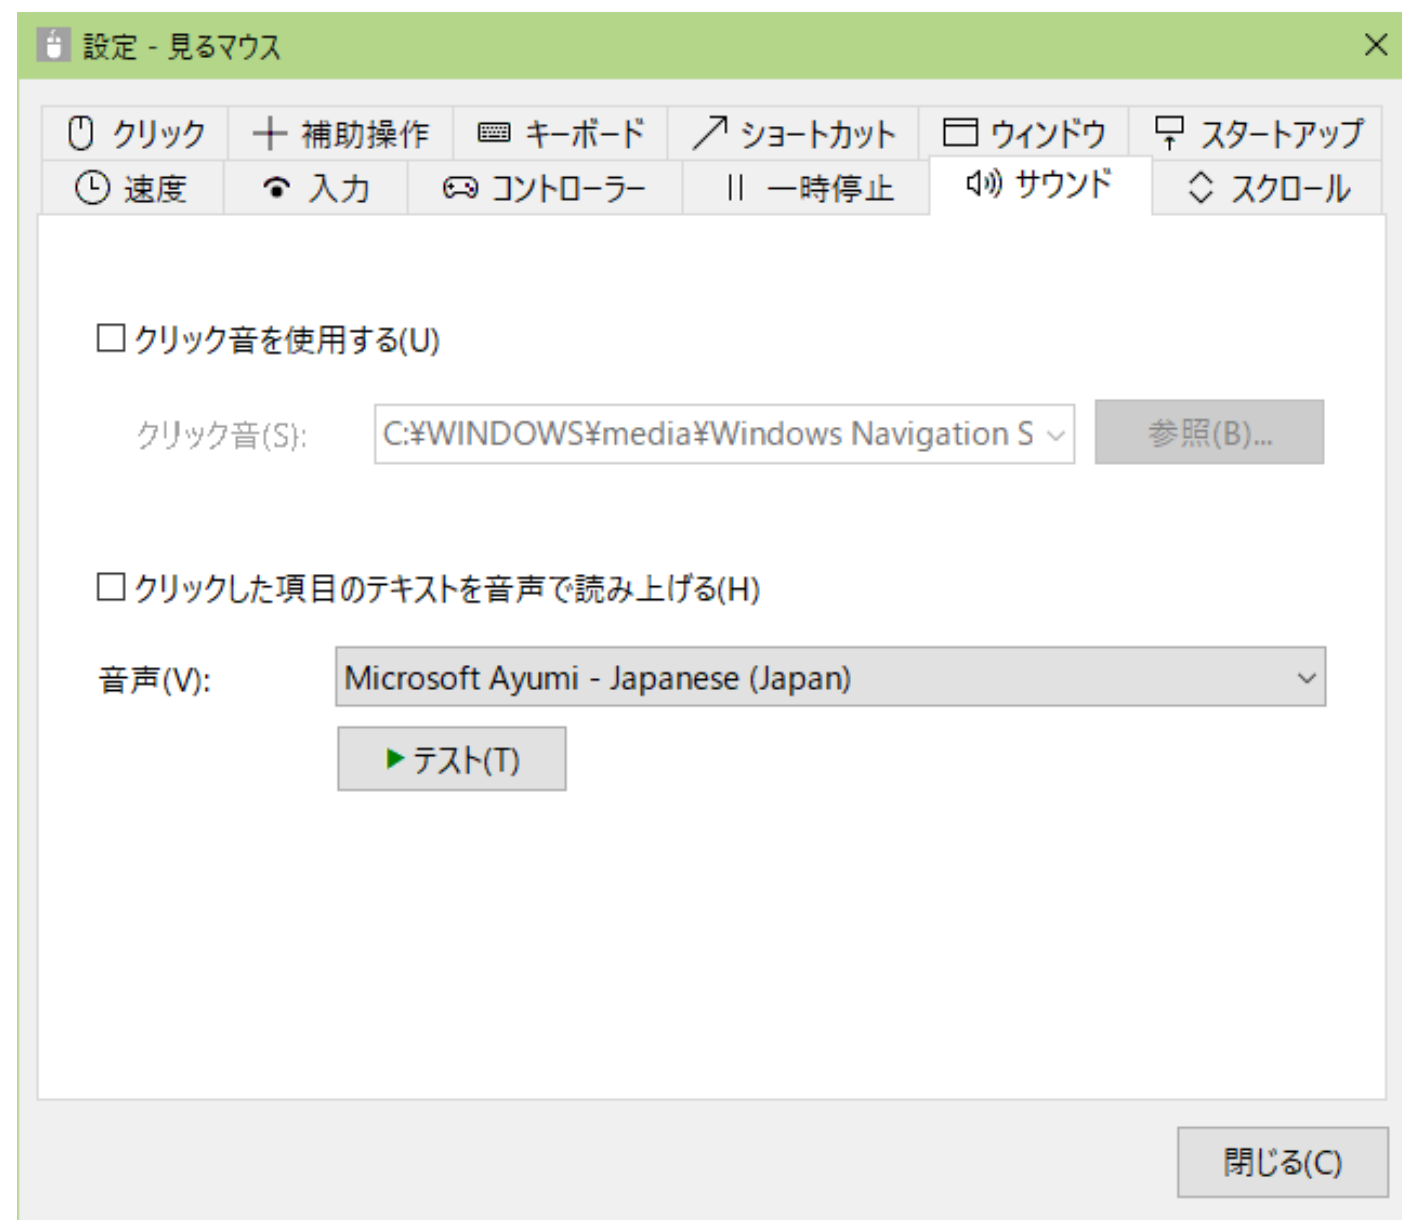 設定 - 見るマウス
クリック 補助操作 キーボード ショートカット ウィンドウ スタートアップ
速度 入力 コントローラー 一時停止 サウンド スクロール
クリック音を使用する(U)
クリック音(S): C:¥WINDOWS¥media¥Windows Navigation S 参照(B)...
クリックした項目のテキストを音声で読み上げる(H)
音声(V): Microsoft Ayumi - Japanese (Japan)
テスト(T)
閉じる(C)